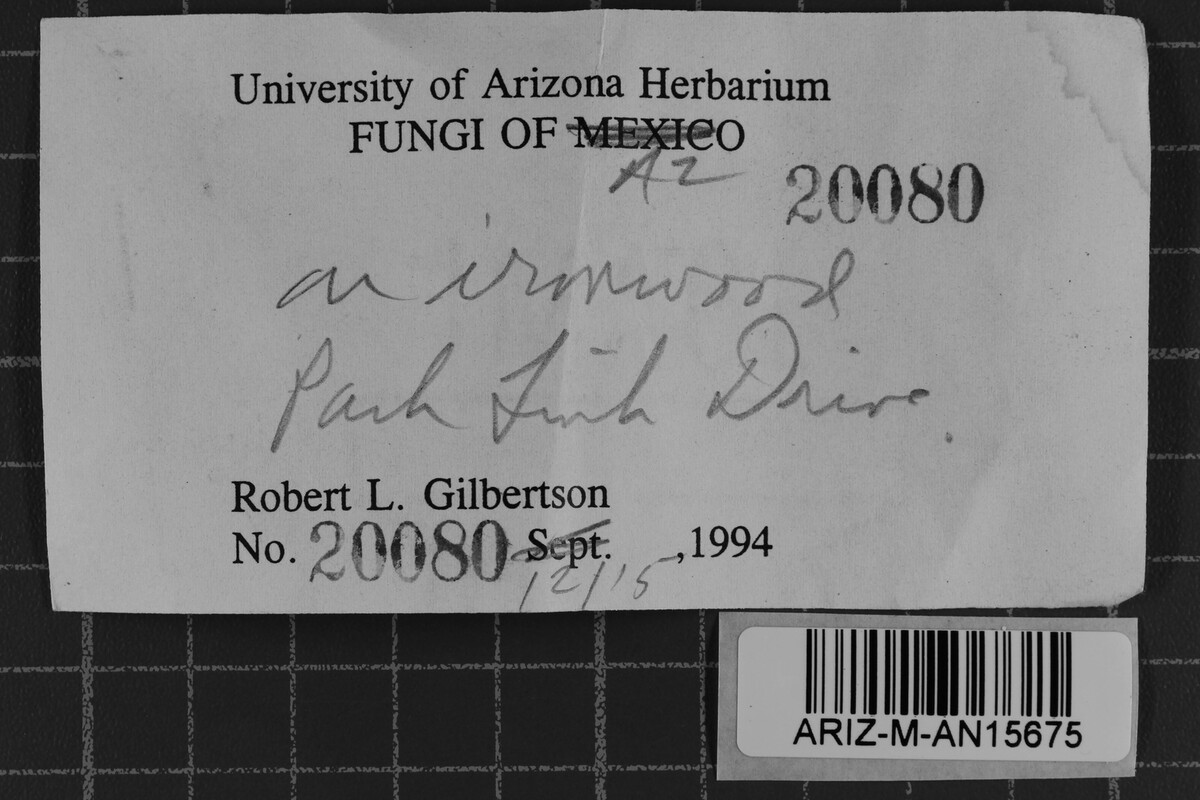 University of Arizona Herbarium
FUNGI OF MEXICO
AZ
20080
on ironwood
Park Link Drive.
Robert L. Gilbertson
No. 20080 Sept. , 1994
12/15
ARIZ-M-AN15675